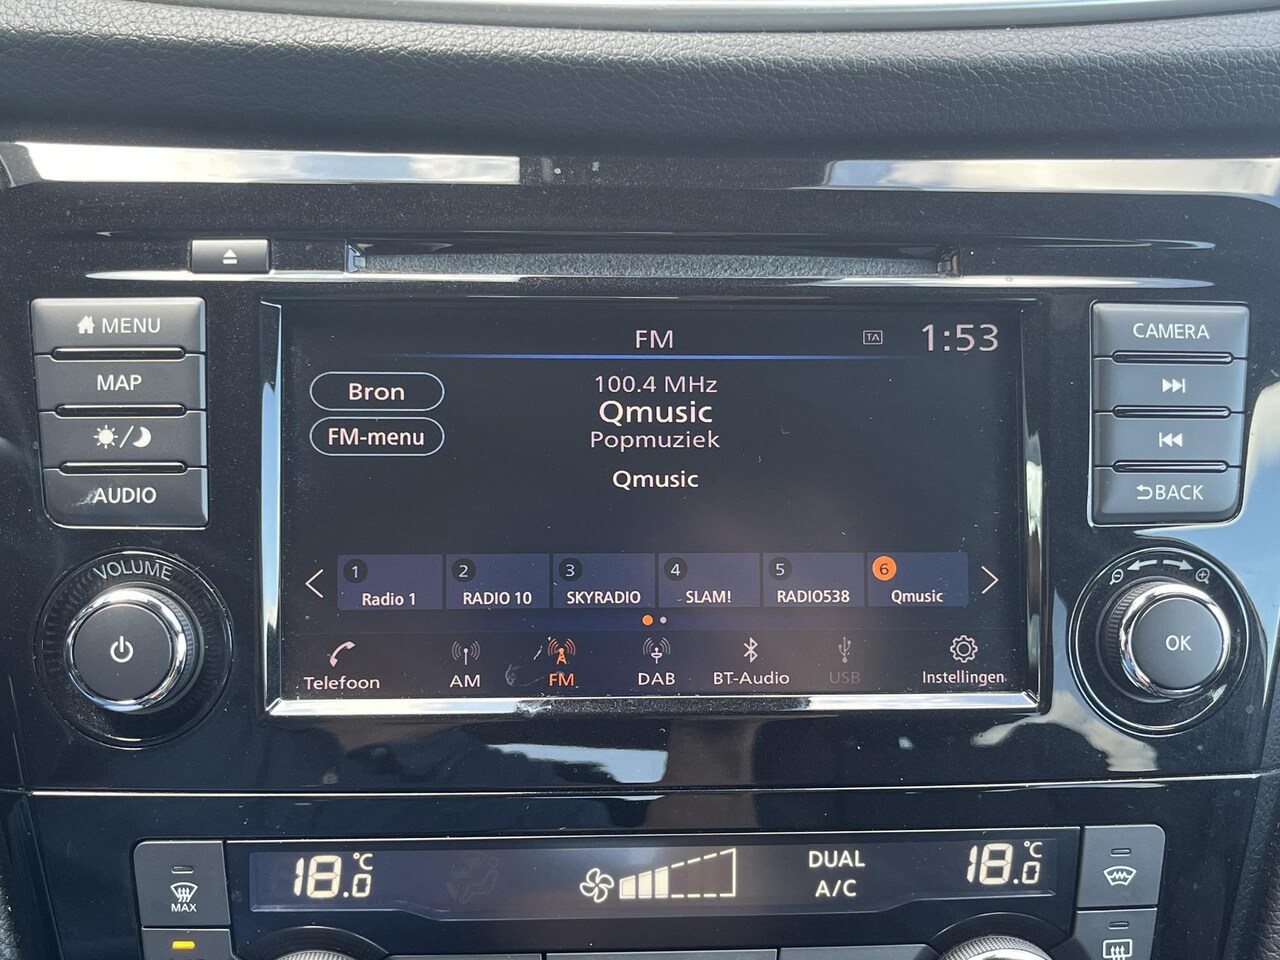 MENU
MAP
AUDIO
VOLUME
FM
TA
1:53
Bron
FM-menu
100.4 MHz
Qmusic
Popmuziek
Qmusic
1
Radio 1
2
RADIO 10
3
SKYRADIO
4
SLAM!
5
RADIO538
6
Qmusic
Telefoon
AM
FM
DAB
BT-Audio
USB
Instellingen
CAMERA
BACK
OK
MAX
18.0 °C
DUAL
A/C
18.0 °C